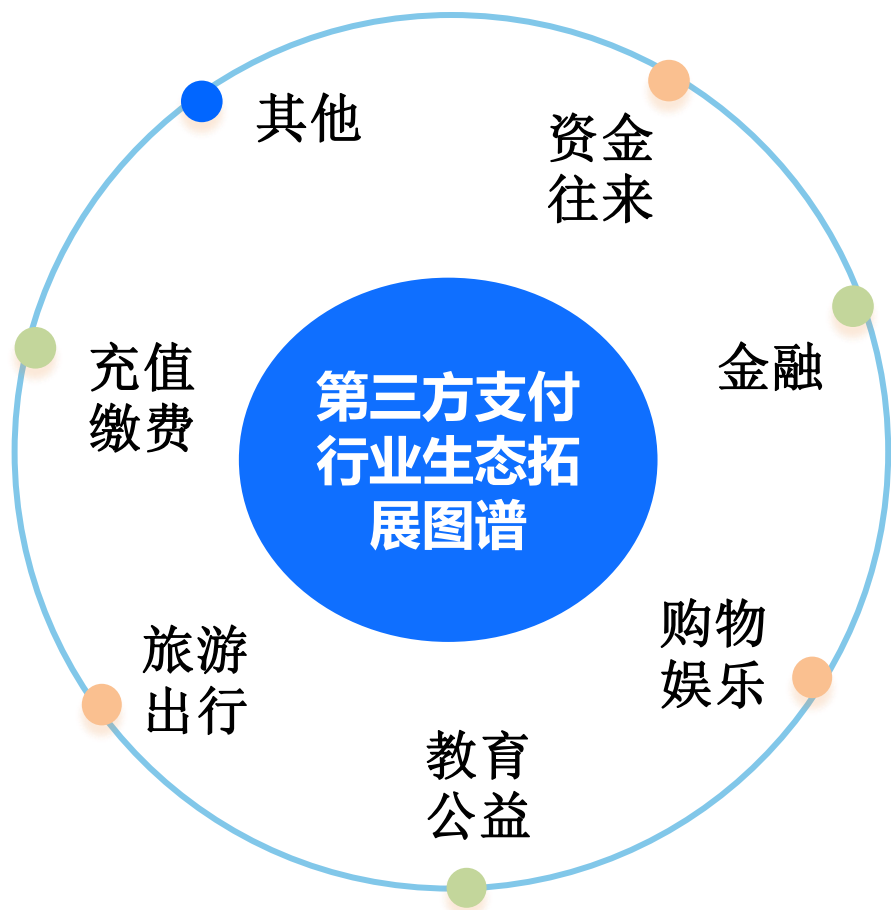 其他
资金
往来
金融
购物
娱乐
教育
公益
旅游
出行
充值
缴费
第三方支付
行业生态拓
展图谱